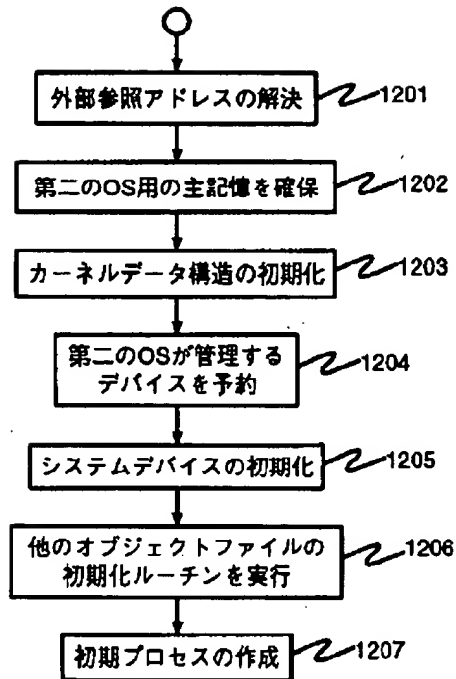 外部参照アドレスの解決
1201
第二のOS用の主記憶を確保
1202
カーネルデータ構造の初期化
1203
第二のOSが管理する
デバイスを予約
1204
システムデバイスの初期化
1205
他のオブジェクトファイルの
初期化ルーチンを実行
1206
初期プロセスの作成
1207